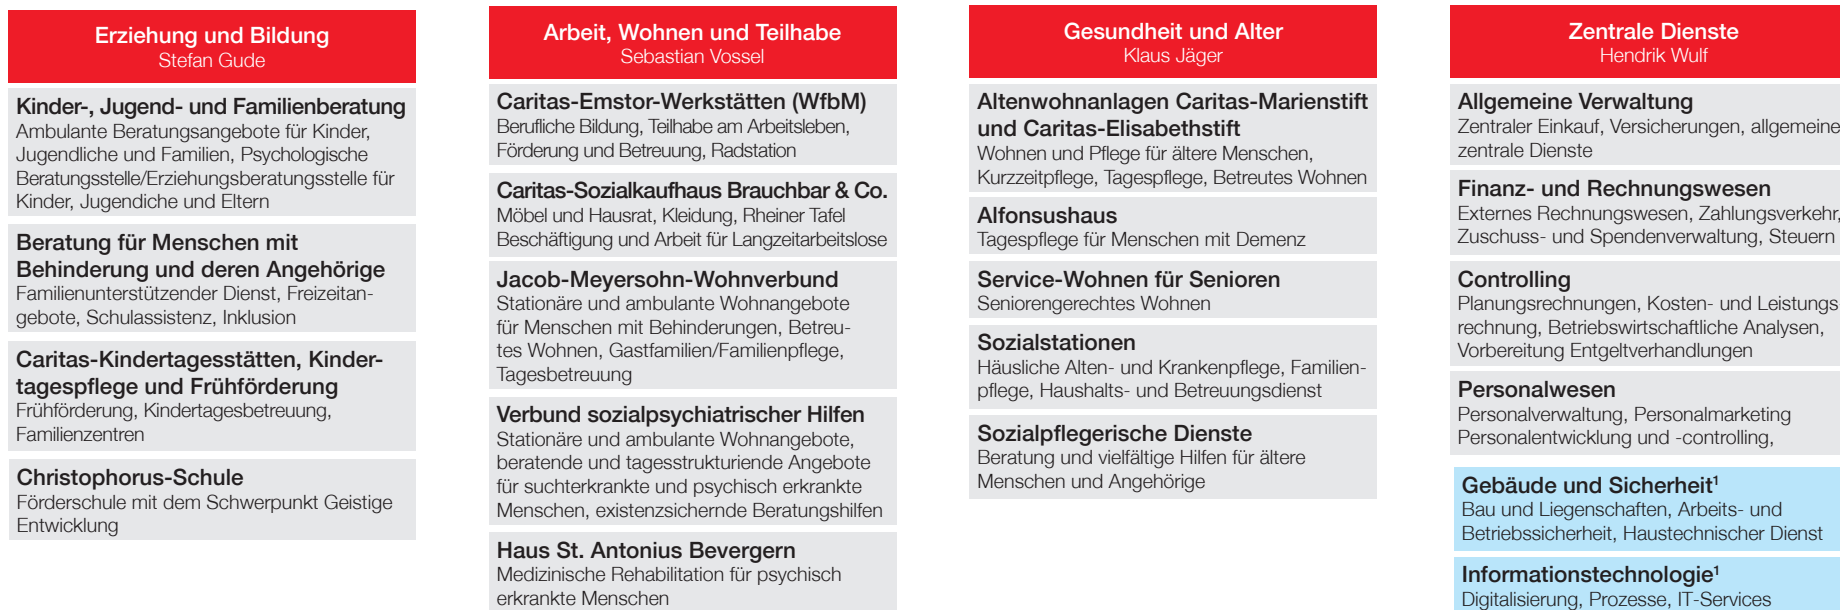 Erziehung und Bildung
Stefan Gude
Kinder-, Jugend- und Familienberatung
Ambulante Beratungsangebote für Kinder,
Jugendliche und Familien, Psychologische
Beratungsstelle/Erziehungsberatungsstelle für
Kinder, Jugendiche und Eltern
Beratung für Menschen mit
Behinderung und deren Angehörige
Familienunterstützender Dienst, Freizeitan-
gebote, Schulassistenz, Inklusion
Caritas-Kindertagesstätten, Kinder-
tagespflege und Frühförderung
Frühförderung, Kindertagesbetreuung,
Familienzentren
Christophorus-Schule
Förderschule mit dem Schwerpunkt Geistige
Entwicklung
Arbeit, Wohnen und Teilhabe
Sebastian Vossel
Caritas-Emstor-Werkstätten (WfbM)
Berufliche Bildung, Teilhabe am Arbeitsleben,
Förderung und Betreuung, Radstation
Caritas-Sozialkaufhaus Brauchbar & Co.
Möbel und Hausrat, Kleidung, Rheiner Tafel
Beschäftigung und Arbeit für Langzeitarbeitslose
Jacob-Meyersohn-Wohnverbund
Stationäre und ambulante Wohnangebote
für Menschen mit Behinderungen, Betreu-
tes Wohnen, Gastfamilien/Familienpflege,
Tagesbetreuung
Verbund sozialpsychiatrischer Hilfen
Stationäre und ambulante Wohnangebote,
beratende und tagesstrukturiende Angebote
für suchterkrankte und psychisch erkrankte
Menschen, existenzsichernde Beratungshilfen
Haus St. Antonius Bevergern
Medizinische Rehabilitation für psychisch
erkrankte Menschen
Gesundheit und Alter
Klaus Jäger
Altenwohnanlagen Caritas-Marienstift
und Caritas-Elisabethstift
Wohnen und Pflege für ältere Menschen,
Kurzzeitpflege, Tagespflege, Betreutes Wohnen
Alfonsushaus
Tagespflege für Menschen mit Demenz
Service-Wohnen für Senioren
Seniorengerechtes Wohnen
Sozialstationen
Häusliche Alten- und Krankenpflege, Familien-
pflege, Haushalts- und Betreuungsdienst
Sozialpflegerische Dienste
Beratung und vielfältige Hilfen für ältere
Menschen und Angehörige
Zentrale Dienste
Hendrik Wulf
Allgemeine Verwaltung
Zentraler Einkauf, Versicherungen, allgemeine
zentrale Dienste
Finanz- und Rechnungswesen
Externes Rechnungswesen, Zahlungsverkehr,
Zuschuss- und Spendenverwaltung, Steuern
Controlling
Planungsrechnungen, Kosten- und Leistungs
rechnung, Betriebswirtschaftliche Analysen,
Vorbereitung Entgeltverhandlungen
Personalwesen
Personalverwaltung, Personalmarketing
Personalentwicklung und -controlling,
Gebäude und Sicherheit¹
Bau und Liegenschaften, Arbeits- und
Betriebssicherheit, Haustechnischer Dienst
Informationstechnologie¹
Digitalisierung, Prozesse, IT-Services